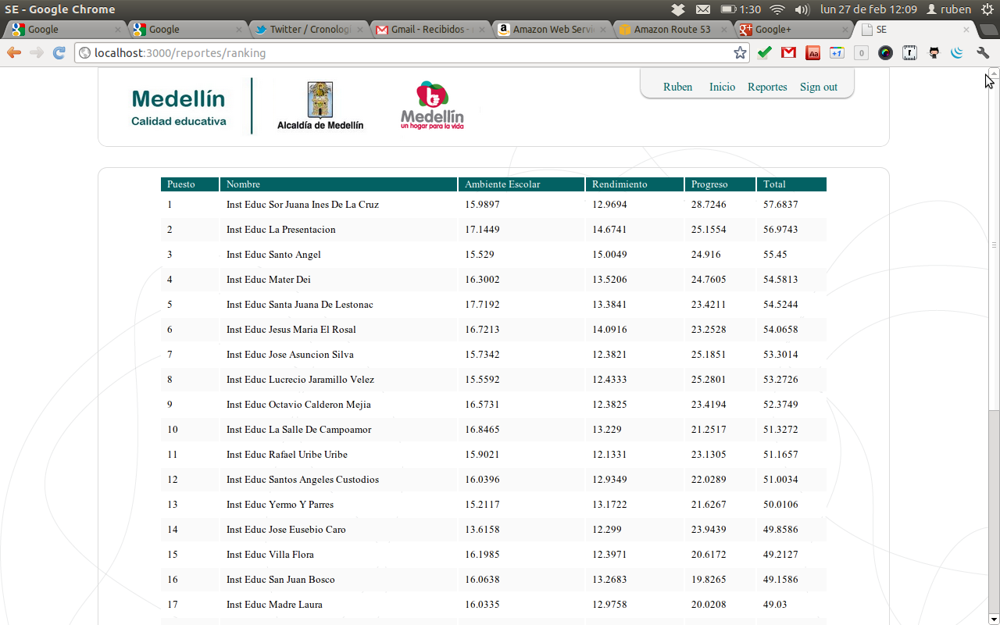 SE - Google Chrome
1:30 lun 27 de feb 12:09 ruben
Google Google Twitter / Cronologi Gmail - Recibidos - Amazon Web Servi Amazon Route 53 Google+ SE
localhost:3000/reportes/ranking
Aa +1 0
Ruben Inicio Reportes Sign out
Medellín
Calidad educativa
Alcaldía de Medellín
Medellín
un hogar para la vida
Puesto Nombre Ambiente Escolar Rendimiento Progreso Total
1 Inst Educ Sor Juana Ines De La Cruz 15.9897 12.9694 28.7246 57.6837
2 Inst Educ La Presentacion 17.1449 14.6741 25.1554 56.9743
3 Inst Educ Santo Angel 15.529 15.0049 24.916 55.45
4 Inst Educ Mater Dei 16.3002 13.5206 24.7605 54.5813
5 Inst Educ Santa Juana De Lestonac 17.7192 13.3841 23.4211 54.5244
6 Inst Educ Jesus Maria El Rosal 16.7213 14.0916 23.2528 54.0658
7 Inst Educ Jose Asuncion Silva 15.7342 12.3821 25.1851 53.3014
8 Inst Educ Lucrecio Jaramillo Velez 15.5592 12.4333 25.2801 53.2726
9 Inst Educ Octavio Calderon Mejia 16.5731 12.3825 23.4194 52.3749
10 Inst Educ La Salle De Campoamor 16.8465 13.229 21.2517 51.3272
11 Inst Educ Rafael Uribe Uribe 15.9021 12.1331 23.1305 51.1657
12 Inst Educ Santos Angeles Custodios 16.0396 12.9349 22.0289 51.0034
13 Inst Educ Yermo Y Parres 15.2117 13.1722 21.6267 50.0106
14 Inst Educ Jose Eusebio Caro 13.6158 12.299 23.9439 49.8586
15 Inst Educ Villa Flora 16.1985 12.3971 20.6172 49.2127
16 Inst Educ San Juan Bosco 16.0638 13.2683 19.8265 49.1586
17 Inst Educ Madre Laura 16.0335 12.9758 20.0208 49.03